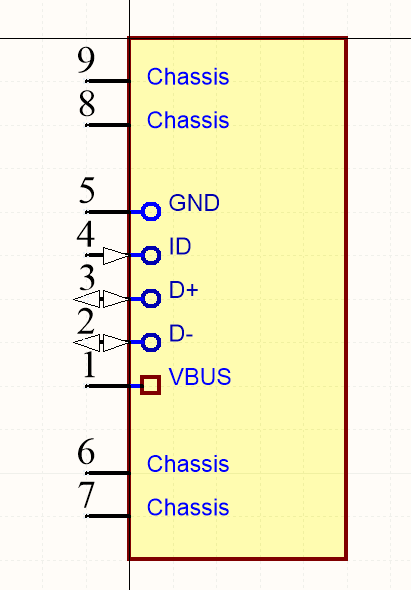 9 Chassis
8 Chassis
5 GND
4 ID
3 D+
2 D-
1 VBUS
6 Chassis
7 Chassis